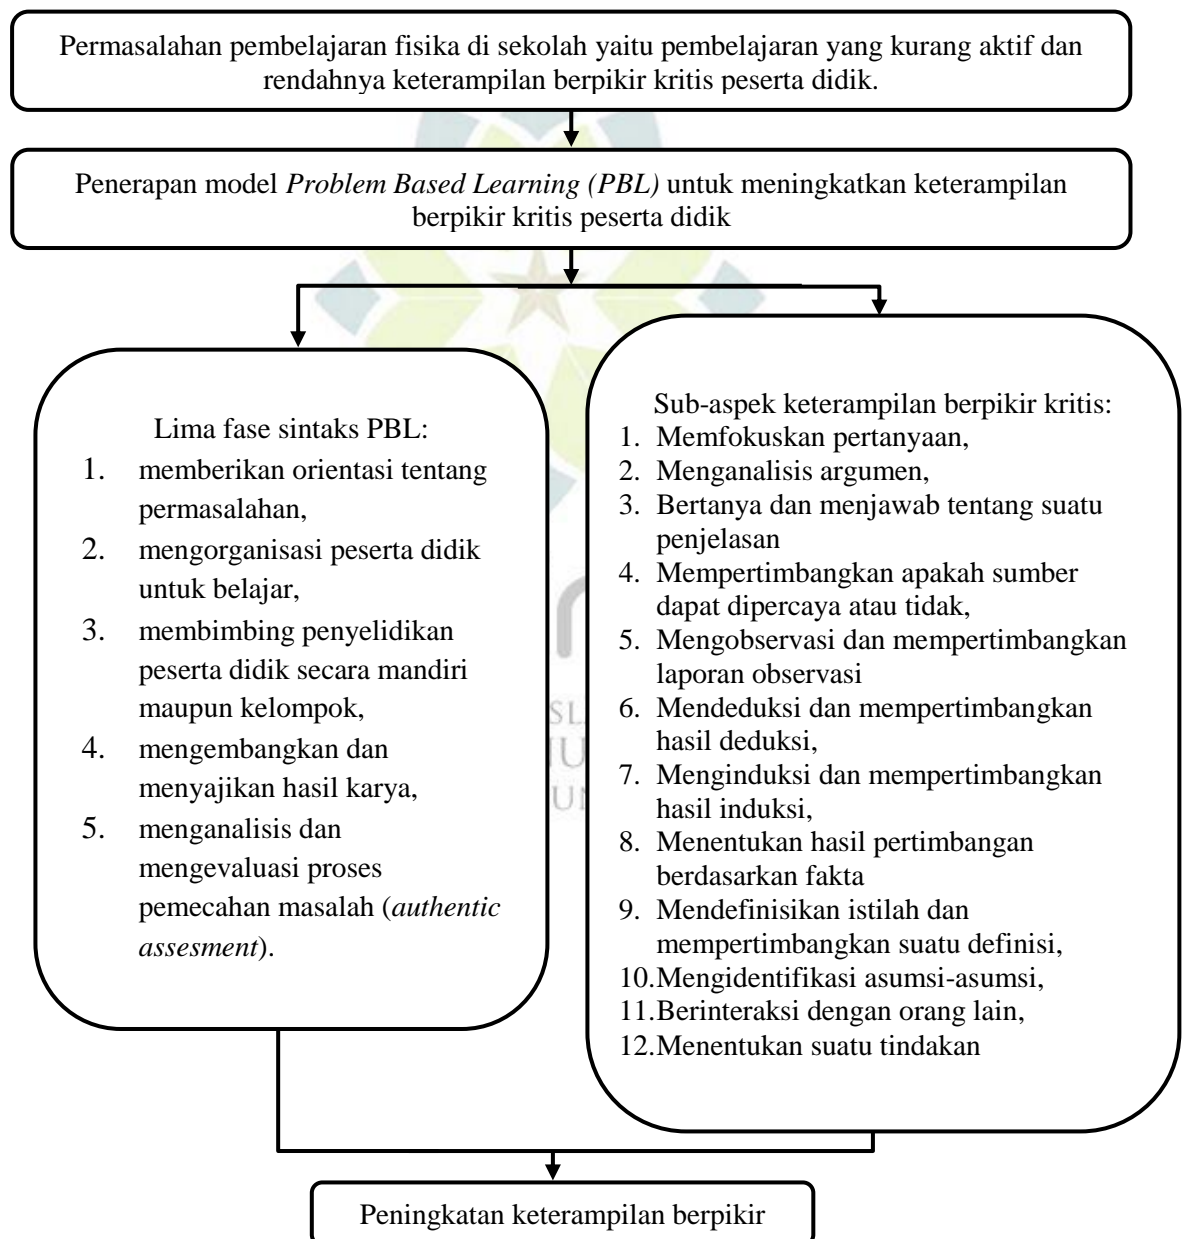 Permasalahan pembelajaran fisika di sekolah yaitu pembelajaran yang kurang aktif dan
rendahnya keterampilan berpikir kritis peserta didik.
Penerapan model Problem Based Learning (PBL) untuk meningkatkan keterampilan
berpikir kritis peserta didik
Lima fase sintaks PBL:
1. memberikan orientasi tentang
permasalahan,
2. mengorganisasi peserta didik
untuk belajar,
3. membimbing penyelidikan
peserta didik secara mandiri
maupun kelompok,
4. mengembangkan dan
menyajikan hasil karya,
5. menganalisis dan
mengevaluasi proses
pemecahan masalah (authentic
assesment).
Sub-aspek keterampilan berpikir kritis:
1. Memfokuskan pertanyaan,
2. Menganalisis argumen,
3. Bertanya dan menjawab tentang suatu
penjelasan
4. Mempertimbangkan apakah sumber
dapat dipercaya atau tidak,
5. Mengobservasi dan mempertimbangkan
laporan observasi
6. Mendeduksi dan mempertimbangkan
hasil deduksi,
7. Menginduksi dan mempertimbangkan
hasil induksi,
8. Menentukan hasil pertimbangan
berdasarkan fakta
9. Mendefinisikan istilah dan
mempertimbangkan suatu definisi,
10.Mengidentifikasi asumsi-asumsi,
11.Berinteraksi dengan orang lain,
12.Menentukan suatu tindakan
Peningkatan keterampilan berpikir